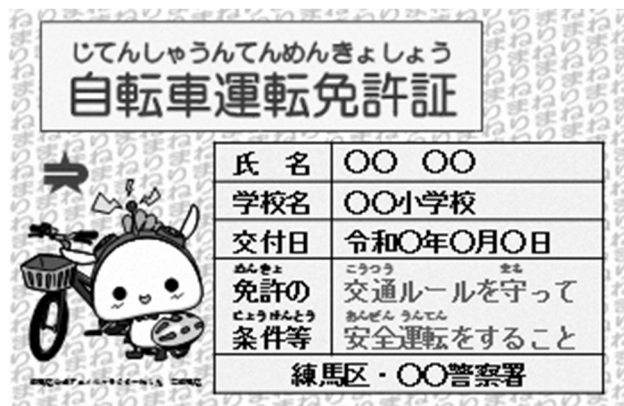 じてんしゃうんてんめんきょしょう
自転車運転免許証
氏 名 〇〇 〇〇
学校名 〇〇小学校
交付日 令和〇年〇月〇日
めんきょ こうつう まも
免許の 交通ルールを守って
じょうけんとう あんぜん うんてん
条件等 安全運転をすること
練馬区・〇〇警察署